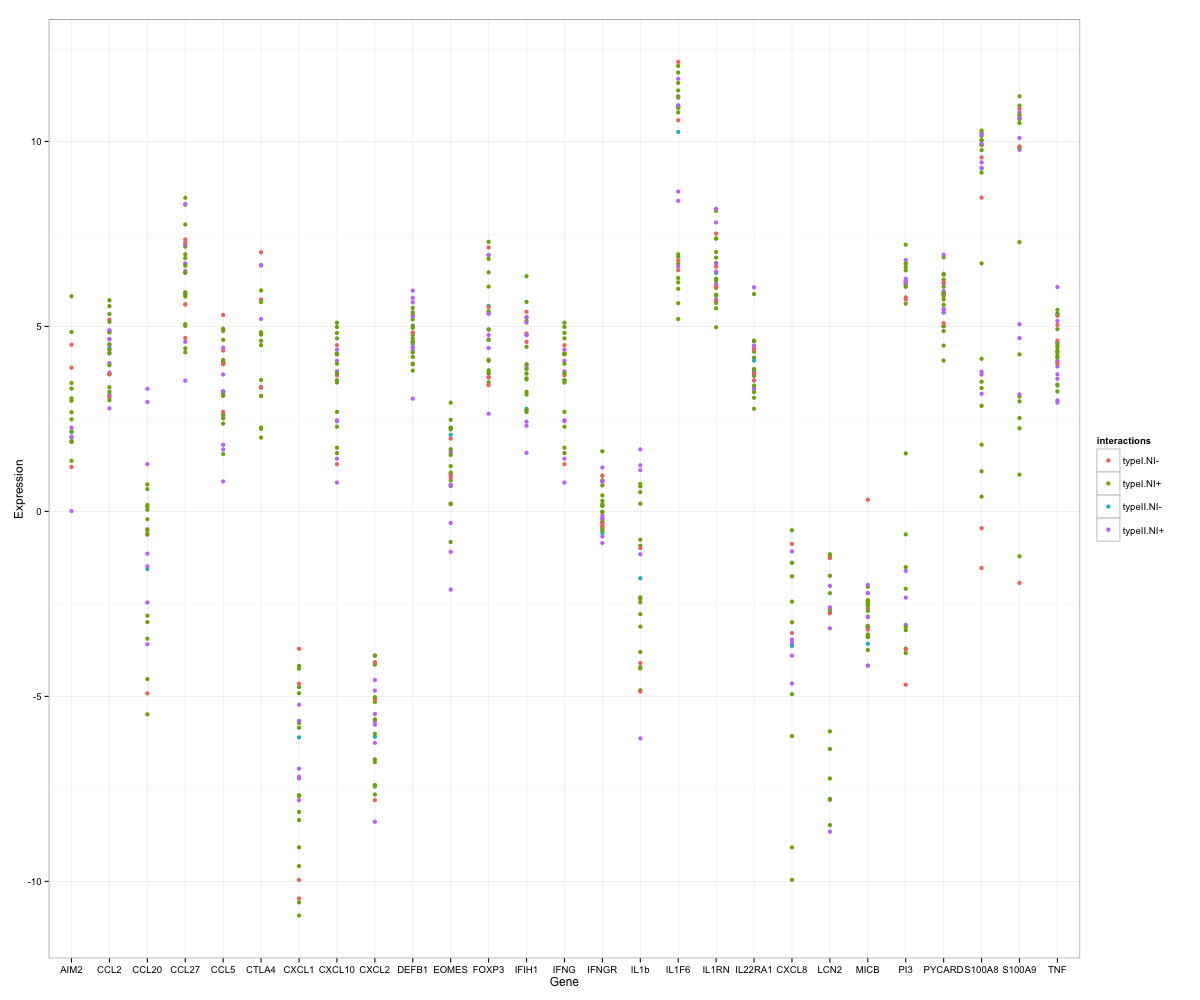 10
5
0
-5
-10
Expression
AIM2 CCL2 CCL20 CCL27 CCL5 CTLA4 CXCL1 CXCL10 CXCL2 DEFB1 EOMES FOXP3 IFIH1 IFNG IFNGR IL1b IL1F6 IL1RN IL22RA1 CXCL8 LCN2 MICB PI3 PYCARD S100A8 S100A9 TNF
Gene
interactions
typeI.NI-
typeI.NI+
typeII.NI-
typeII.NI+